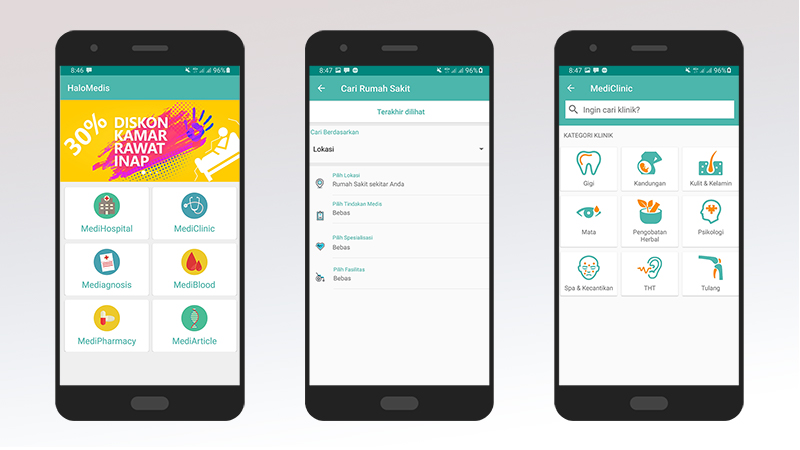 8:46
96%
HaloMedis
30%
DISKON
KAMAR
RAWAT
INAP
MediHospital
MediClinic
Mediagnosis
MediBlood
MediPharmacy
MediArticle
8:47
96%
Cari Rumah Sakit
Terakhir dilihat
Cari Berdasarkan
Lokasi
Pilih Lokasi
Rumah Sakit sekitar Anda
Pilih Tindakan Medis
Bebas
Pilih Spesialisasi
Bebas
Pilih Fasilitas
Bebas
8:47
96%
MediClinic
Ingin cari klinik?
KATEGORI KLINIK
Gigi
Kandungan
Kulit & Kelamin
Mata
Pengobatan
Herbal
Psikologi
Spa & Kecantikan
THT
Tulang